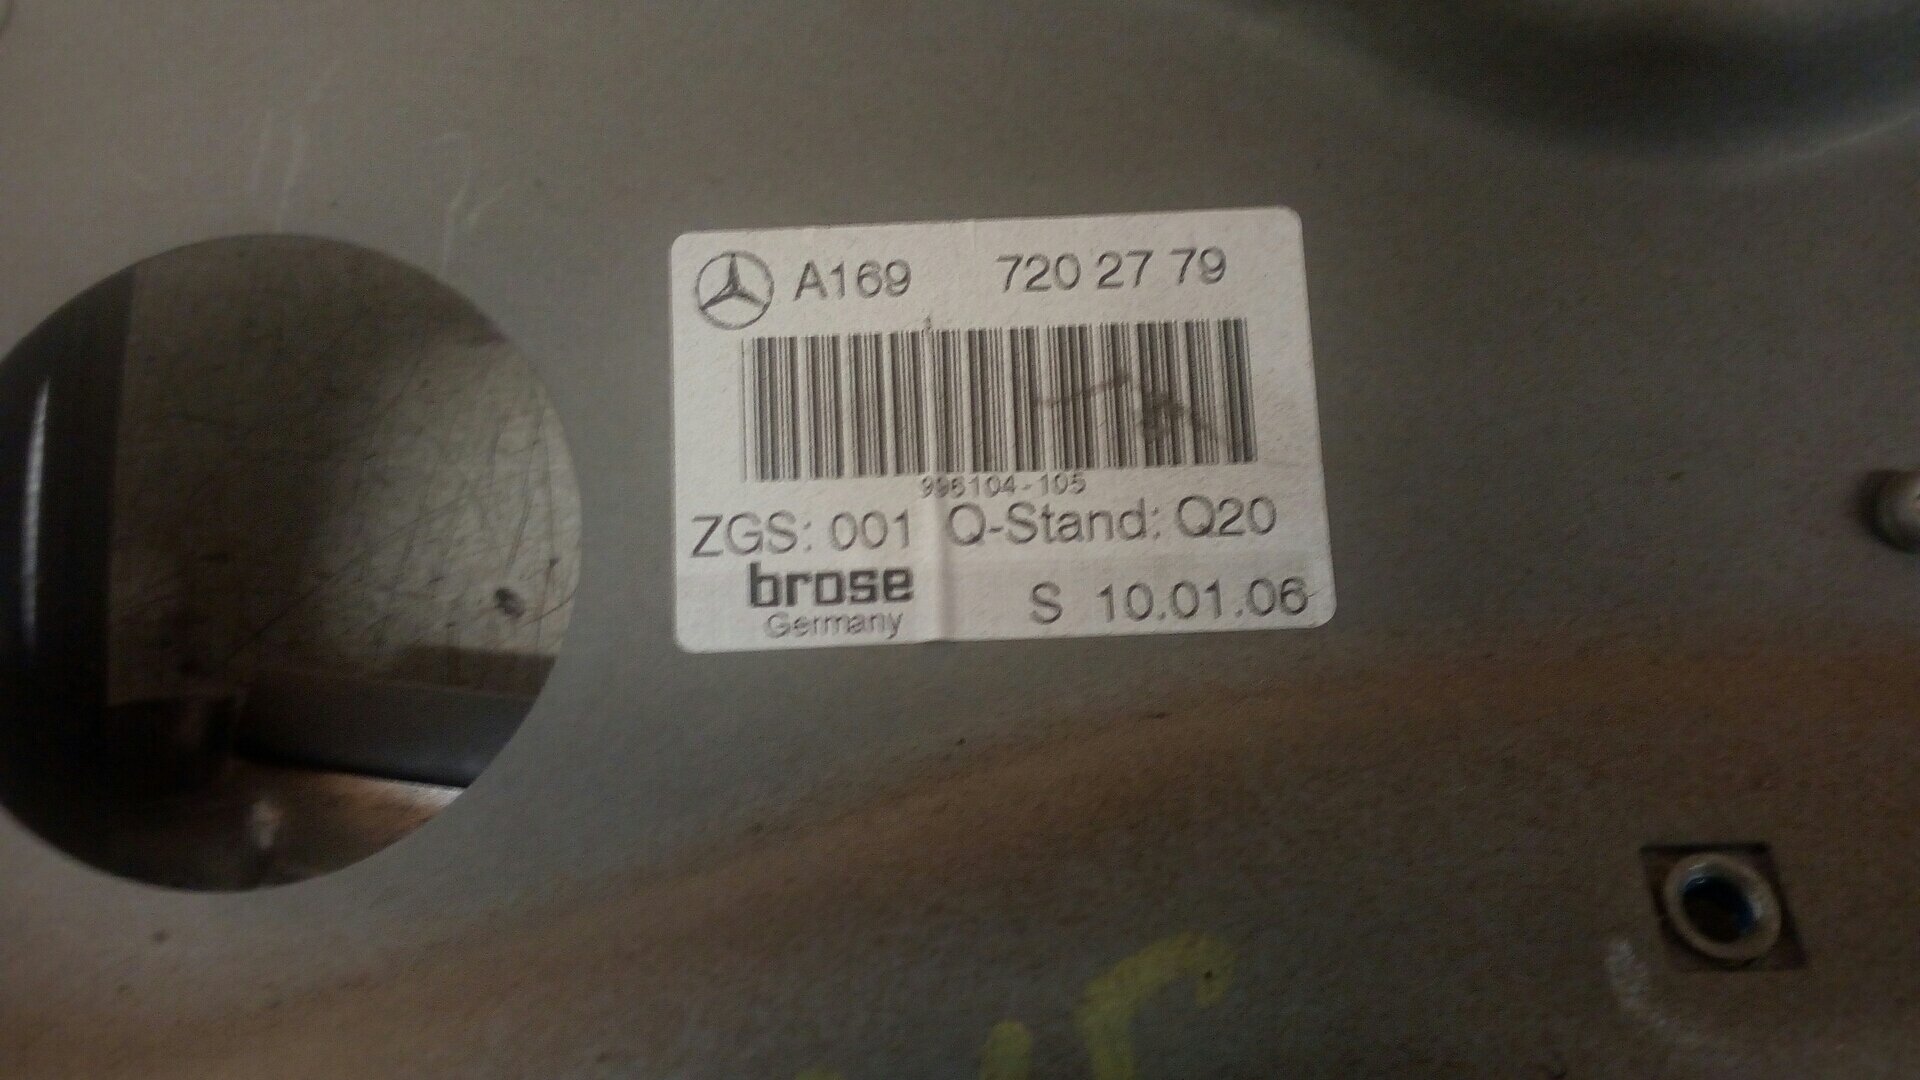 A169 720 27 79
996104-105
ZGS: 001 Q-Stand: Q20
brose
Germany
S 10.01.06